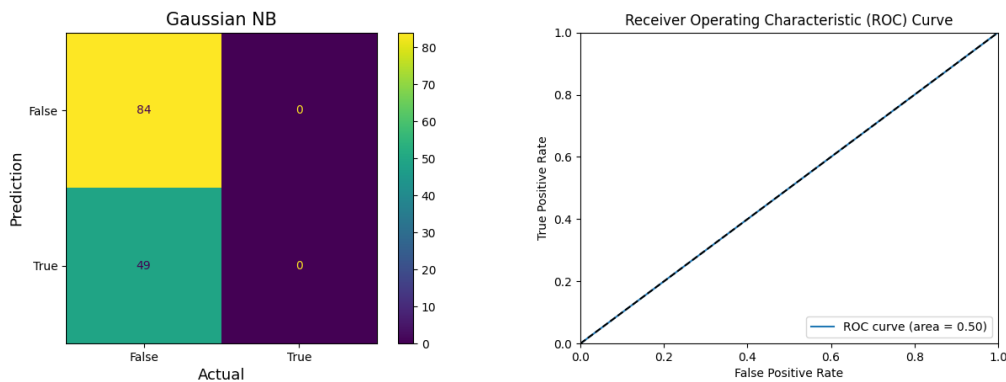 Gaussian NB
False
True
Prediction
84
0
49
0
False
True
Actual
80
70
60
50
40
30
20
10
0
Receiver Operating Characteristic (ROC) Curve
1.0
0.8
0.6
0.4
0.2
0.0
True Positive Rate
ROC curve (area = 0.50)
0.0 0.2 0.4 0.6 0.8 1.0
False Positive Rate